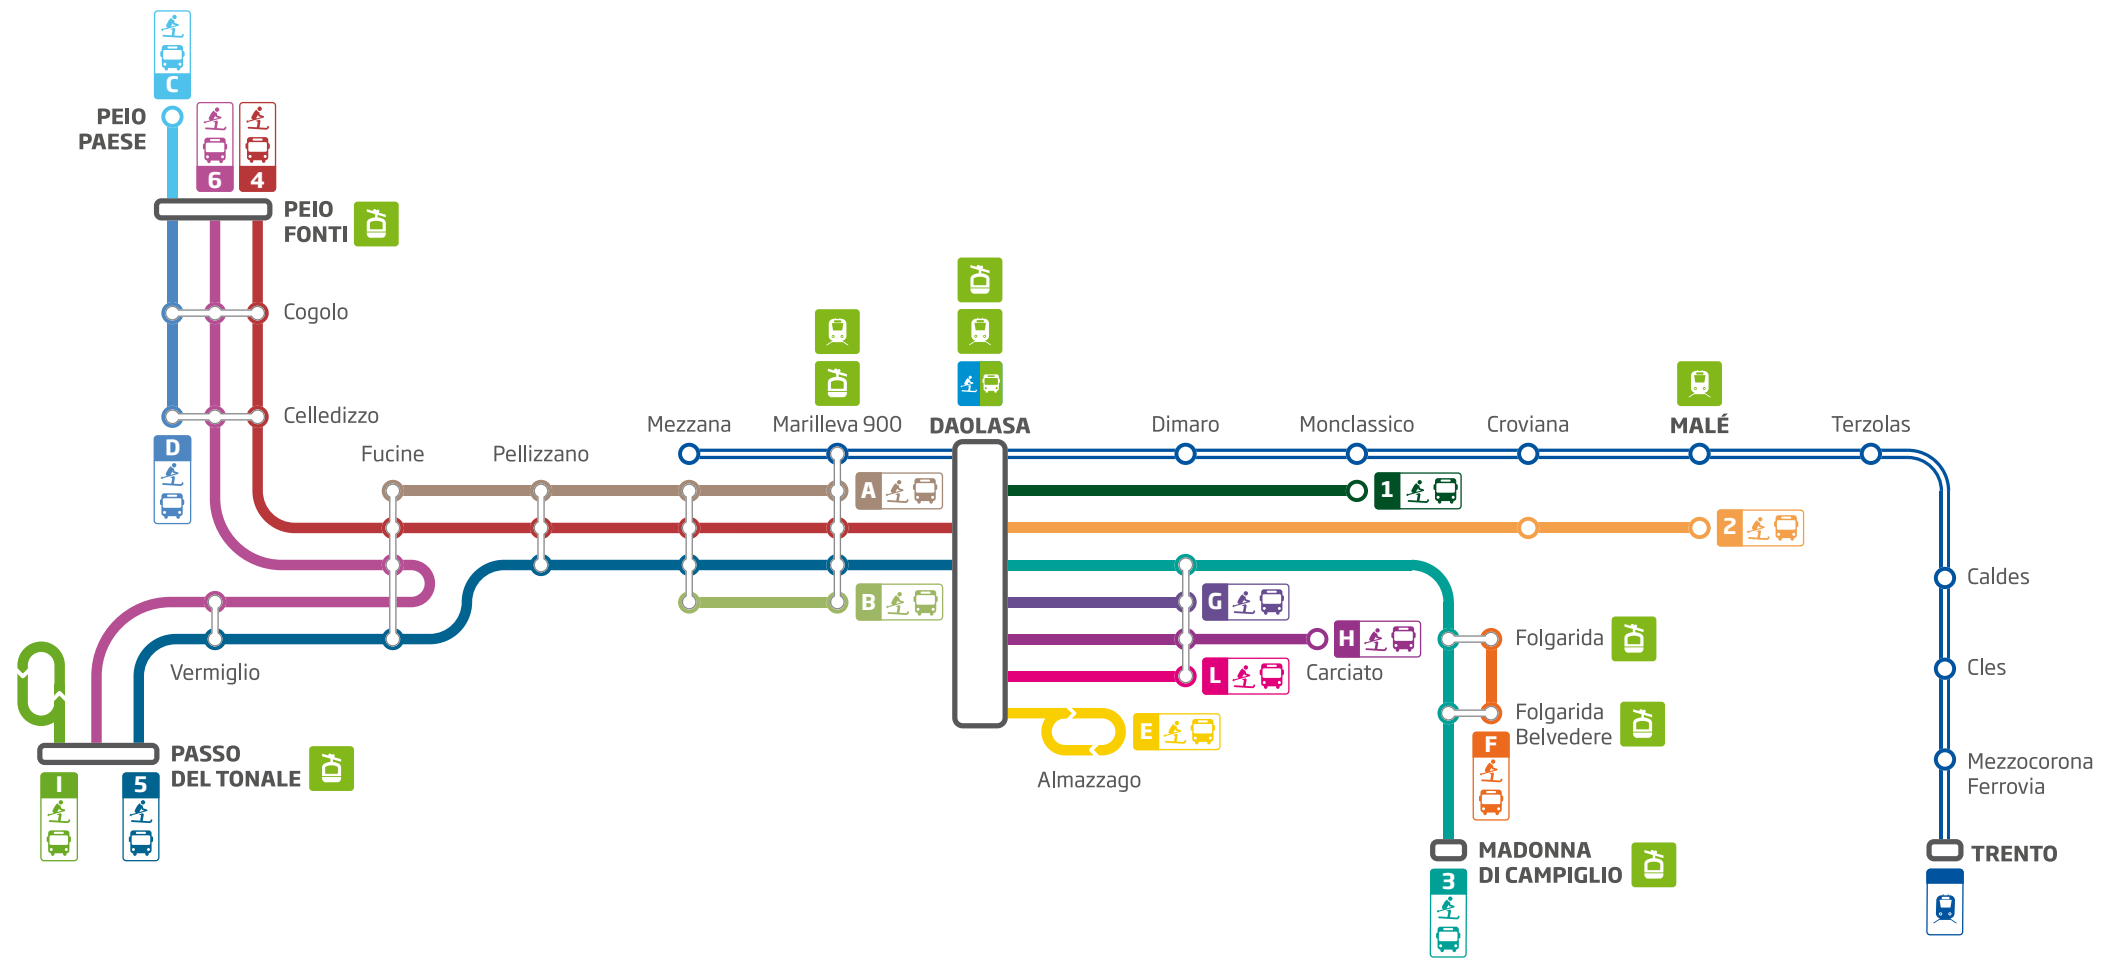 C
PEIO
PAESE
6
4
PEIO
FONTI
Cogolo
Celledizzo
D
Fucine
Pellizzano
Mezzana
Marilleva 900
DAOLASA
Dimaro
Monclassico
Croviana
MALÉ
Terzolas
A
1
2
B
G
H
Carciato
L
E
Almazzago
Vermiglio
PASSO
DEL TONALE
I
5
Folgarida
Folgarida
Belvedere
F
MADONNA
DI CAMPIGLIO
3
Caldes
Cles
Mezzocorona
Ferrovia
TRENTO